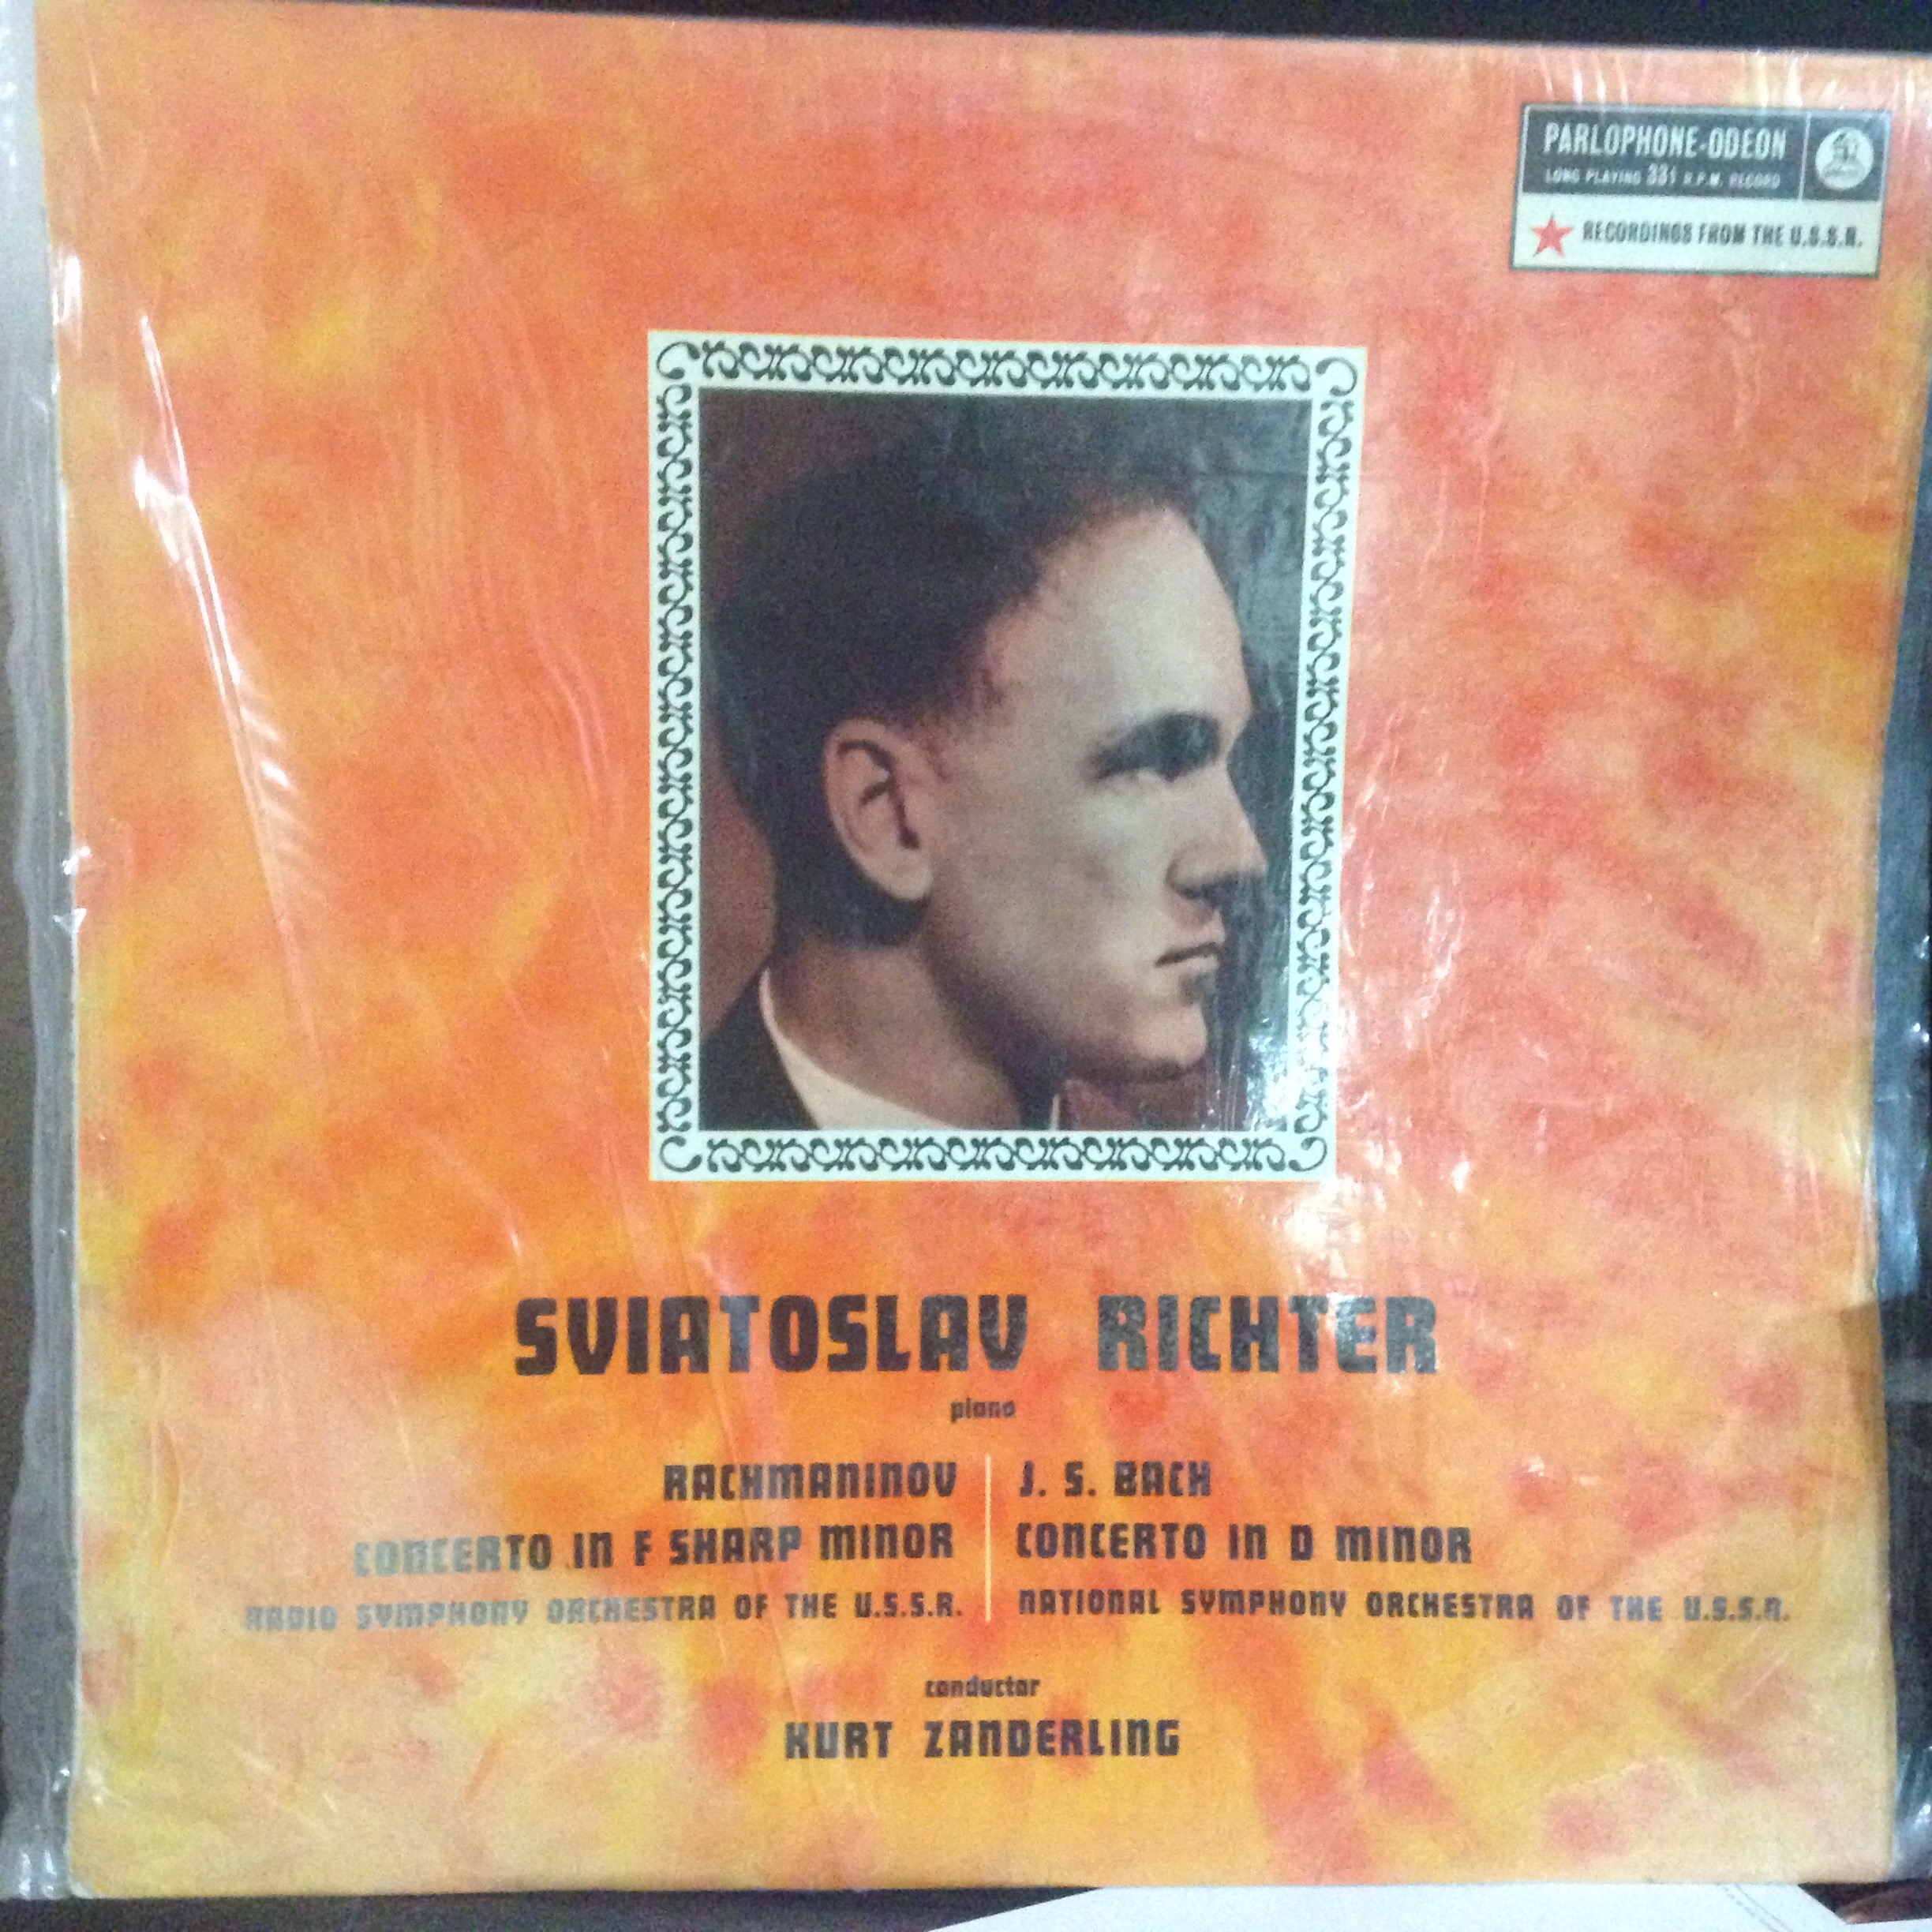 PARLOPHONE-ODEON
LONG PLAYING 33⅓ R.P.M. RECORD
RECORDINGS FROM THE U.S.S.R.
SVIATOSLAV RICHTER
piano
RACHMANINOV
CONCERTO IN F SHARP MINOR
RADIO SYMPHONY ORCHESTRA OF THE U.S.S.R.
J. S. BACH
CONCERTO IN D MINOR
NATIONAL SYMPHONY ORCHESTRA OF THE U.S.S.R.
conductor
KURT ZANDERLING